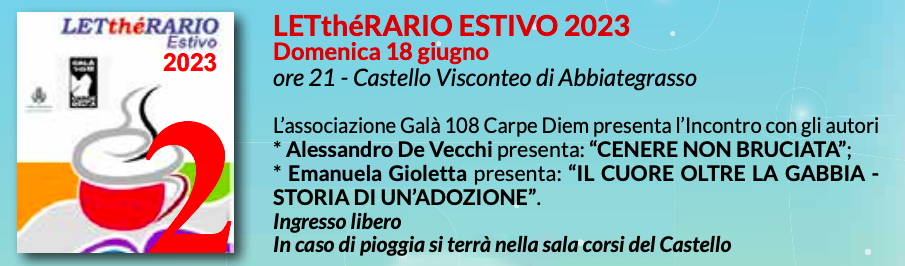 LETthéRARIO
Estivo
2023
2
LETthéRARIO ESTIVO 2023
Domenica 18 giugno
ore 21 - Castello Visconteo di Abbiategrasso
L’associazione Galà 108 Carpe Diem presenta l’Incontro con gli autori
* Alessandro De Vecchi presenta: “CENERE NON BRUCIATA”;
* Emanuela Gioletta presenta: “IL CUORE OLTRE LA GABBIA -
STORIA DI UN’ADOZIONE”.
Ingresso libero
In caso di pioggia si terrà nella sala corsi del Castello